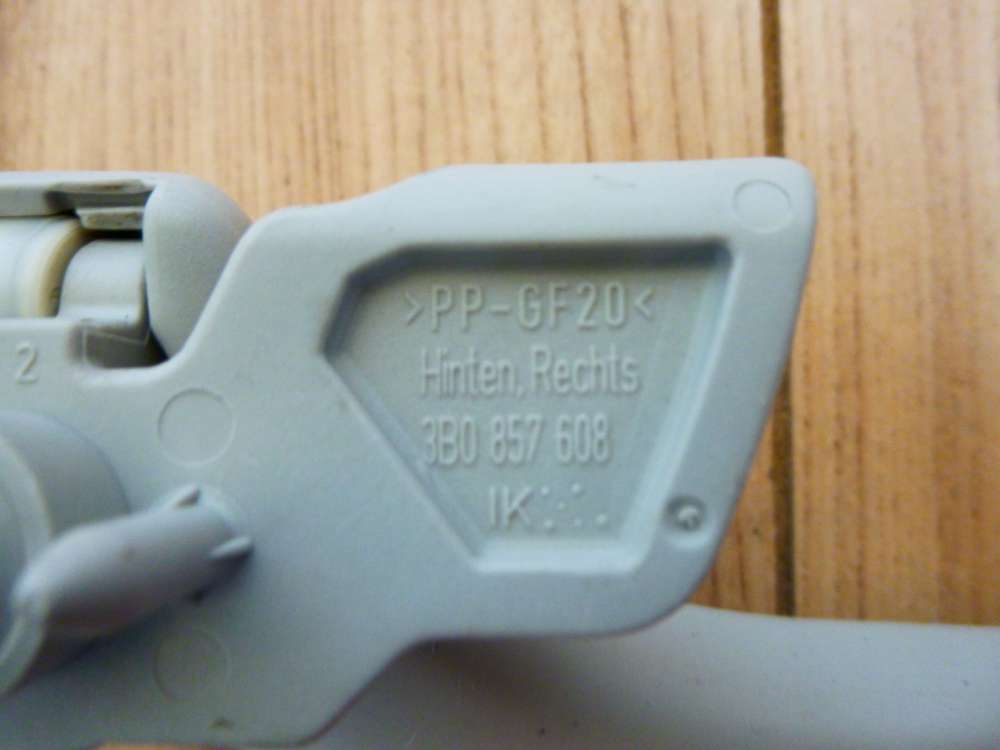 >PP-GF20<
Hinten, Rechts
3B0 857 608
IK
2